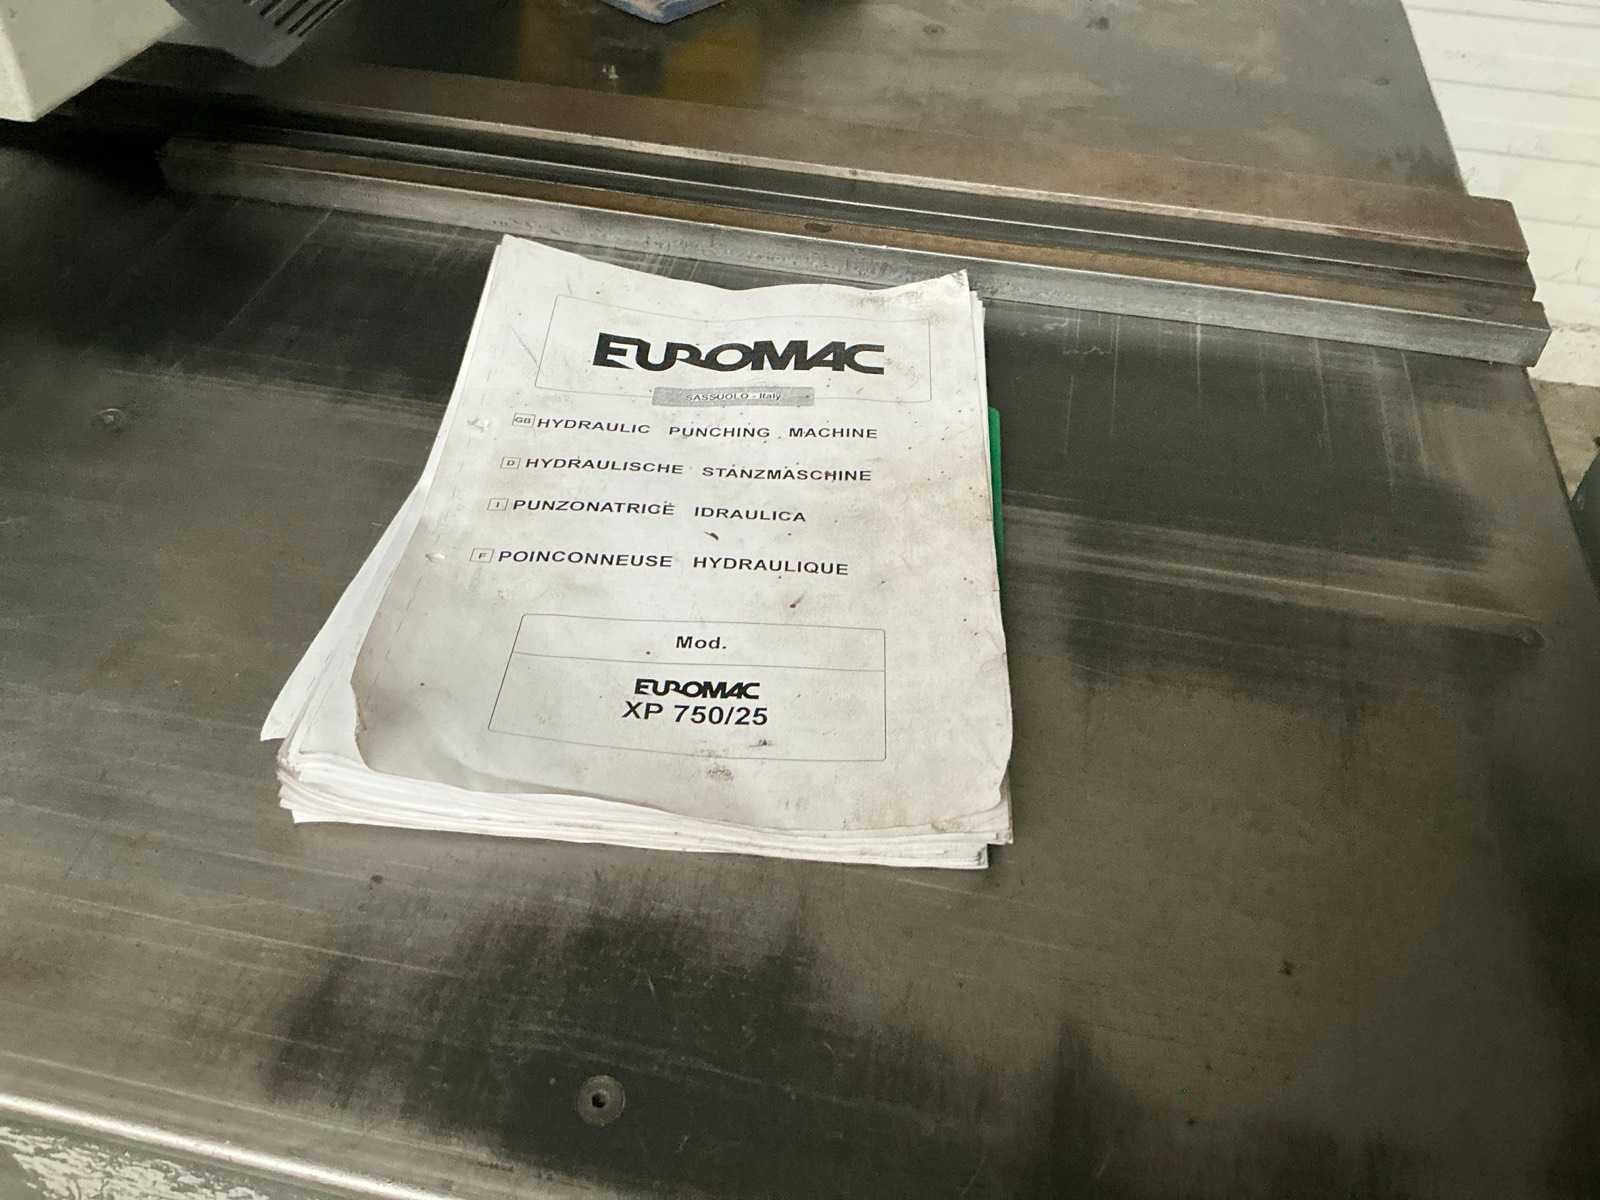 EUROMAC
SASSUOLO - Italy
GB HYDRAULIC PUNCHING MACHINE
D HYDRAULISCHE STANZMASCHINE
I PUNZONATRICE IDRAULICA
F POINCONNEUSE HYDRAULIQUE
Mod.
EUROMAC
XP 750/25